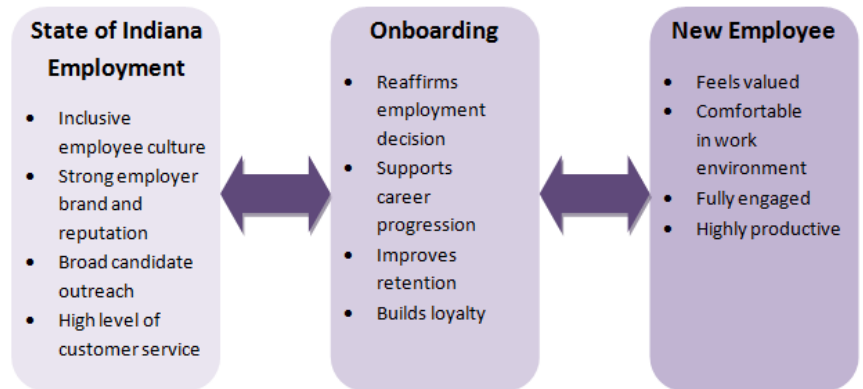 State of Indiana
Employment
• Inclusive
employee culture
• Strong employer
brand and
reputation
• Broad candidate
outreach
• High level of
customer service
Onboarding
• Reaffirms
employment
decision
• Supports
career
progression
• Improves
retention
• Builds loyalty
New Employee
• Feels valued
• Comfortable
in work
environment
• Fully engaged
• Highly productive